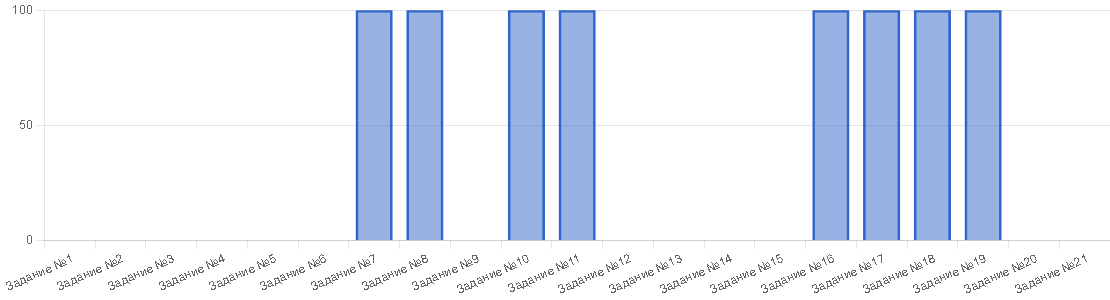 100
50
0
Задание №1
Задание №2
Задание №3
Задание №4
Задание №5
Задание №6
Задание №7
Задание №8
Задание №9
Задание №10
Задание №11
Задание №12
Задание №13
Задание №14
Задание №15
Задание №16
Задание №17
Задание №18
Задание №19
Задание №20
Задание №21